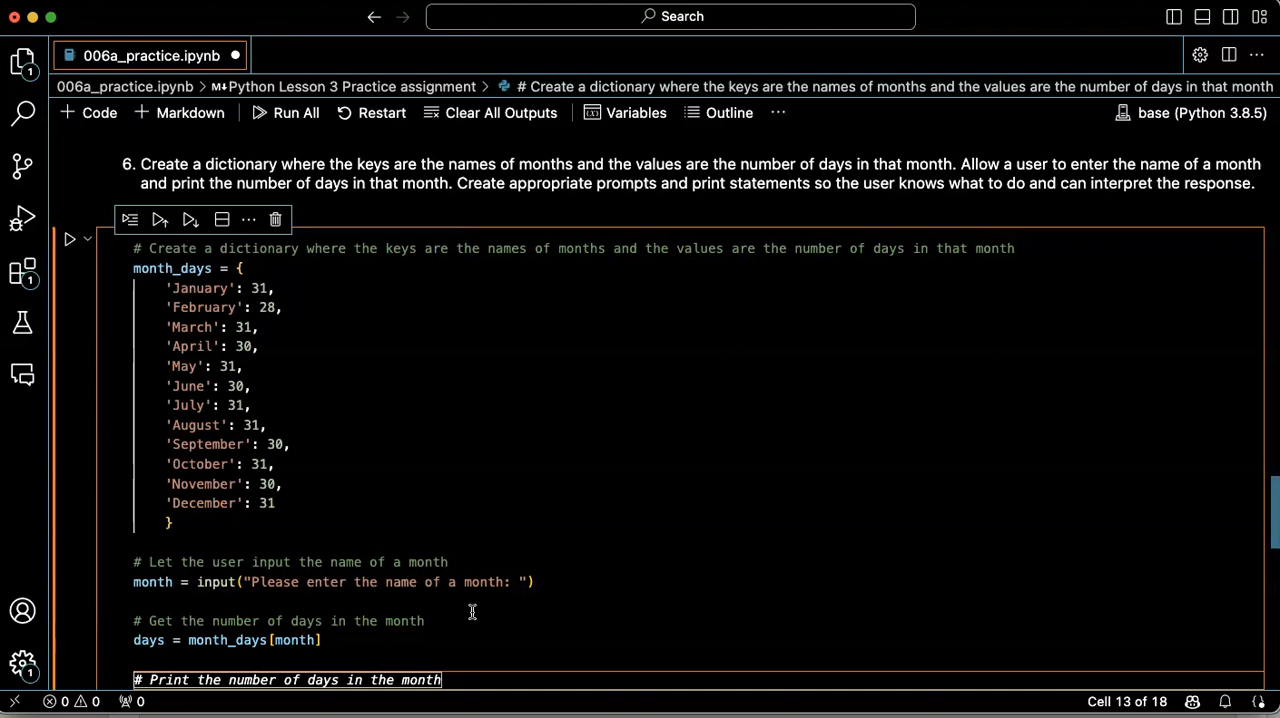 Search
006a_practice.ipynb
006a_practice.ipynb > M↓Python Lesson 3 Practice assignment > # Create a dictionary where the keys are the names of months and the values are the number of days in that month
+ Code + Markdown Run All Restart Clear All Outputs Variables Outline ... base (Python 3.8.5)
6. Create a dictionary where the keys are the names of months and the values are the number of days in that month. Allow a user to enter the name of a month
and print the number of days in that month. Create appropriate prompts and print statements so the user knows what to do and can interpret the response.
# Create a dictionary where the keys are the names of months and the values are the number of days in that month
month_days = {
'January': 31,
'February': 28,
'March': 31,
'April': 30,
'May': 31,
'June': 30,
'July': 31,
'August': 31,
'September': 30,
'October': 31,
'November': 30,
'December': 31
}
# Let the user input the name of a month
month = input("Please enter the name of a month: ")
# Get the number of days in the month
days = month_days[month]
# Print the number of days in the month
1
1
1
0 0 0 Cell 13 of 18